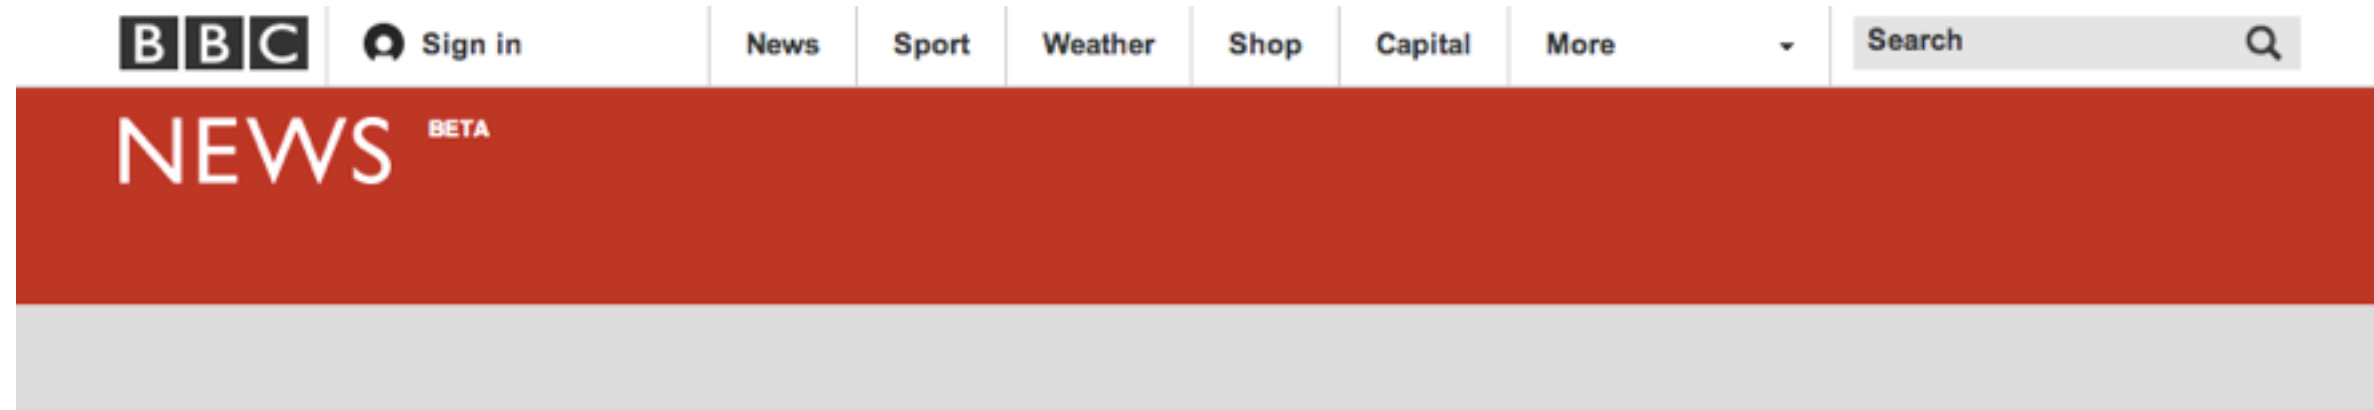 BBC Sign in News Sport Weather Shop Capital More Search
NEWS BETA